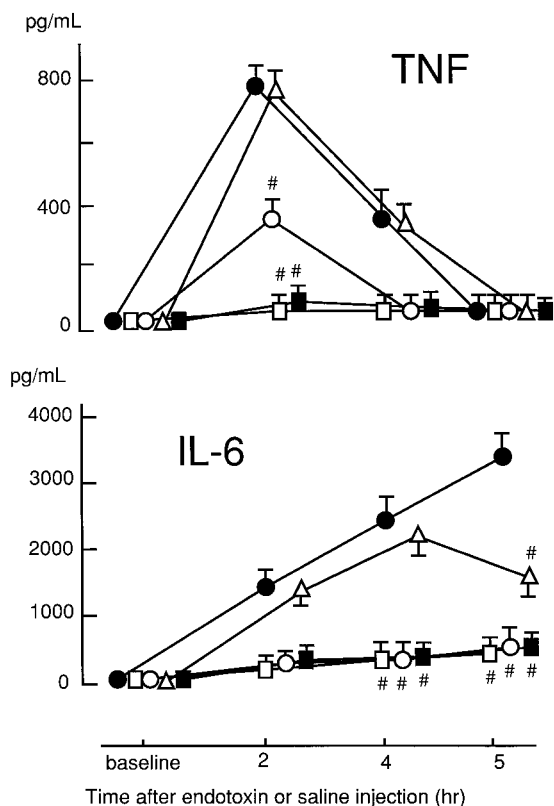 pg/mL
TNF
800
400
0
#
# #
pg/mL
IL-6
4000
3000
2000
1000
0
#
# # # # # #
baseline 2 4 5
Time after endotoxin or saline injection (hr)